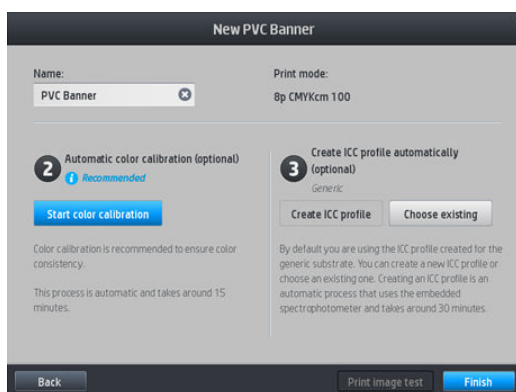 New PVC Banner
Name:
PVC Banner
Print mode:
8p CMYKcm 100
2
Automatic color calibration (optional)
i Recommended
Start color calibration
Color calibration is recommended to ensure color
consistency.
This process is automatic and takes around 15
minutes.
3
Create ICC profile automatically
(optional)
Generic
Create ICC profile
Choose existing
By default you are using the ICC profile created for the
generic substrate. You can create a new ICC profile or
choose an existing one. Creating an ICC profile is an
automatic process that uses the embedded
spectrophotometer and takes around 30 minutes.
Back
Print image test
Finish